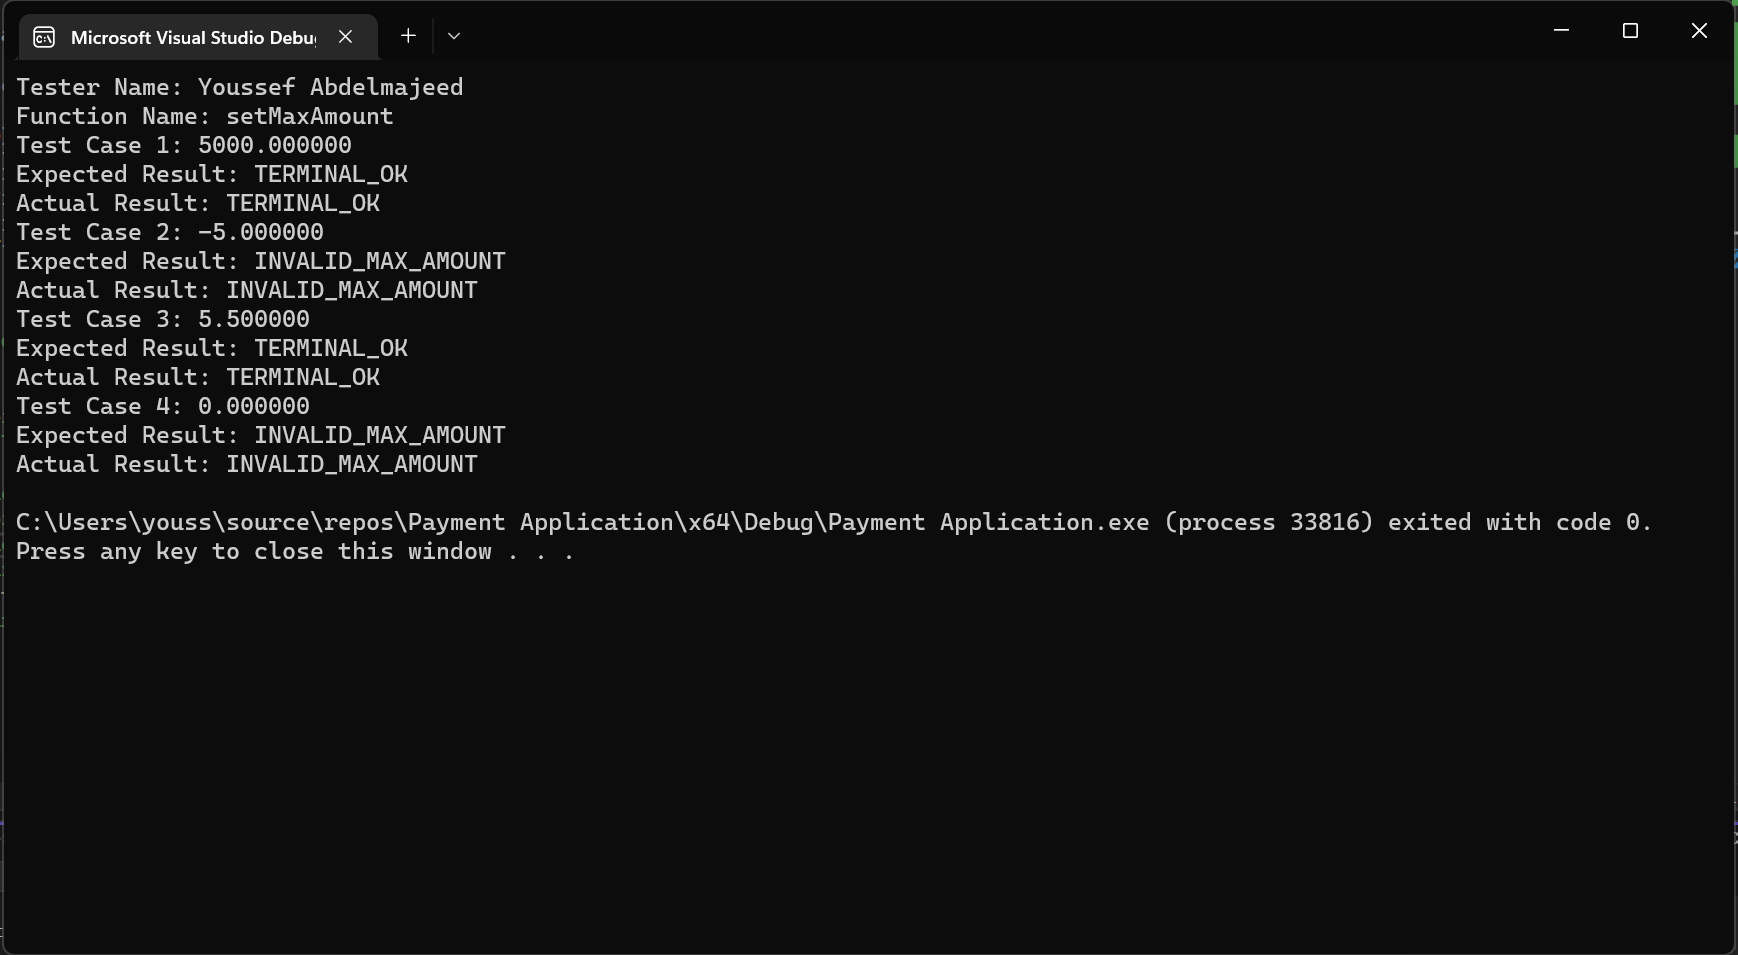 Microsoft Visual Studio Debu
Tester Name: Youssef Abdelmajeed
Function Name: setMaxAmount
Test Case 1: 5000.000000
Expected Result: TERMINAL_OK
Actual Result: TERMINAL_OK
Test Case 2: -5.000000
Expected Result: INVALID_MAX_AMOUNT
Actual Result: INVALID_MAX_AMOUNT
Test Case 3: 5.500000
Expected Result: TERMINAL_OK
Actual Result: TERMINAL_OK
Test Case 4: 0.000000
Expected Result: INVALID_MAX_AMOUNT
Actual Result: INVALID_MAX_AMOUNT
C:\Users\youss\source\repos\Payment Application\x64\Debug\Payment Application.exe (process 33816) exited with code 0.
Press any key to close this window . . .